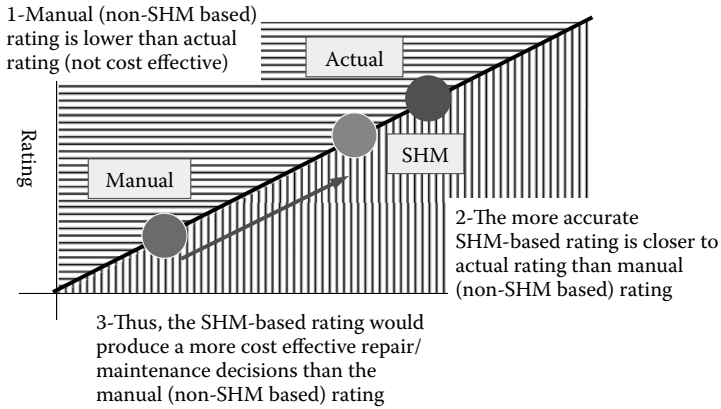 1-Manual (non-SHM based)
rating is lower than actual
rating (not cost effective)
Actual
Rating
SHM
Manual
2-The more accurate
SHM-based rating is closer to
actual rating than manual
(non-SHM based) rating
3-Thus, the SHM-based rating would
produce a more cost effective repair/
maintenance decisions than the
manual (non-SHM based) rating